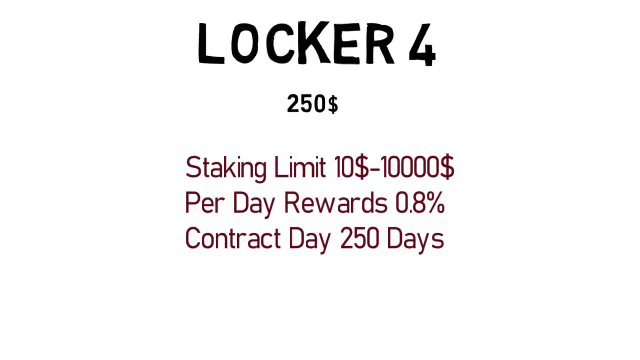 LOCKER 4
250$
Staking Limit 10$-10000$
Per Day Rewards 0.8%
Contract Day 250 Days